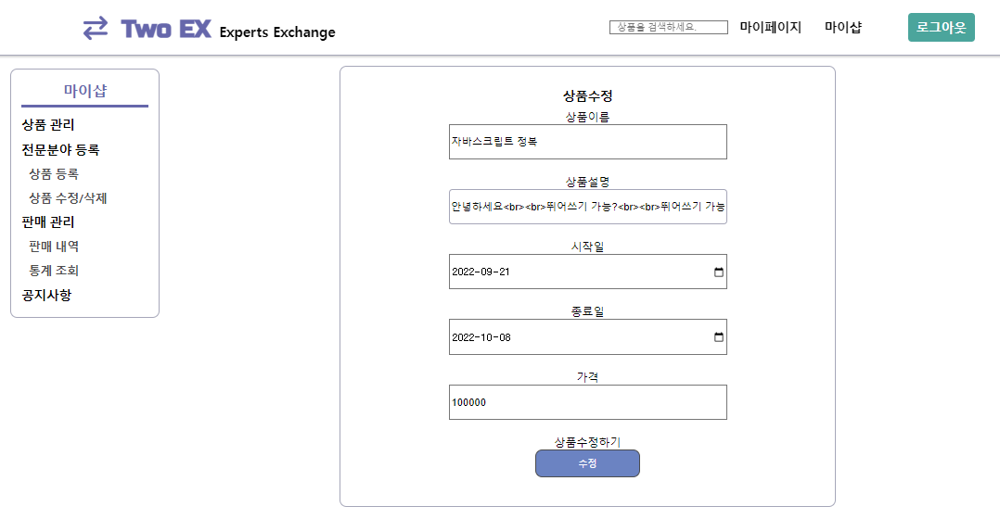 Two EX Experts Exchange
상품을 검색하세요.
마이페이지
마이샵
로그아웃
마이샵
상품 관리
전문분야 등록
상품 등록
상품 수정/삭제
판매 관리
판매 내역
통계 조회
공지사항
상품수정
상품이름
자바스크립트 정복
상품설명
안녕하세요<br><br>뛰어쓰기 가능?<br><br>뛰어쓰기 가능
시작일
2022-09-21
종료일
2022-10-08
가격
100000
상품수정하기
수정